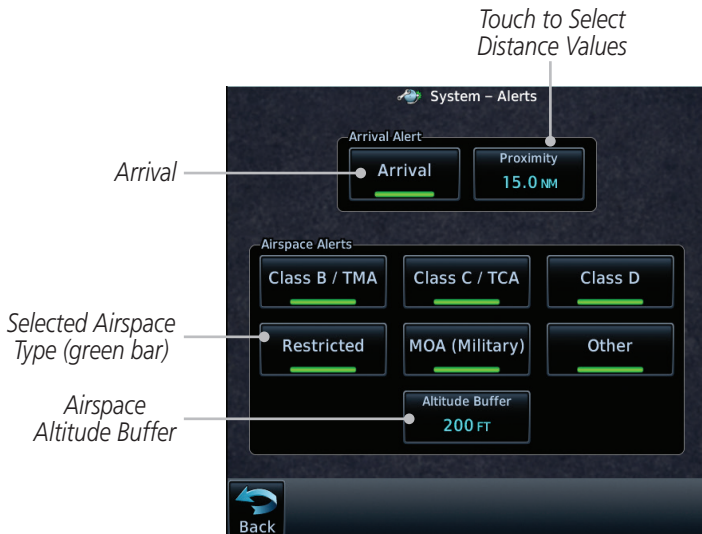 Touch to Select
Distance Values
System – Alerts
Arrival Alert
Arrival
Arrival
Proximity
15.0 NM
Airspace Alerts
Class B / TMA
Class C / TCA
Class D
Selected Airspace
Type (green bar)
Restricted
MOA (Military)
Other
Airspace
Altitude Buffer
Altitude Buffer
200 FT
Back